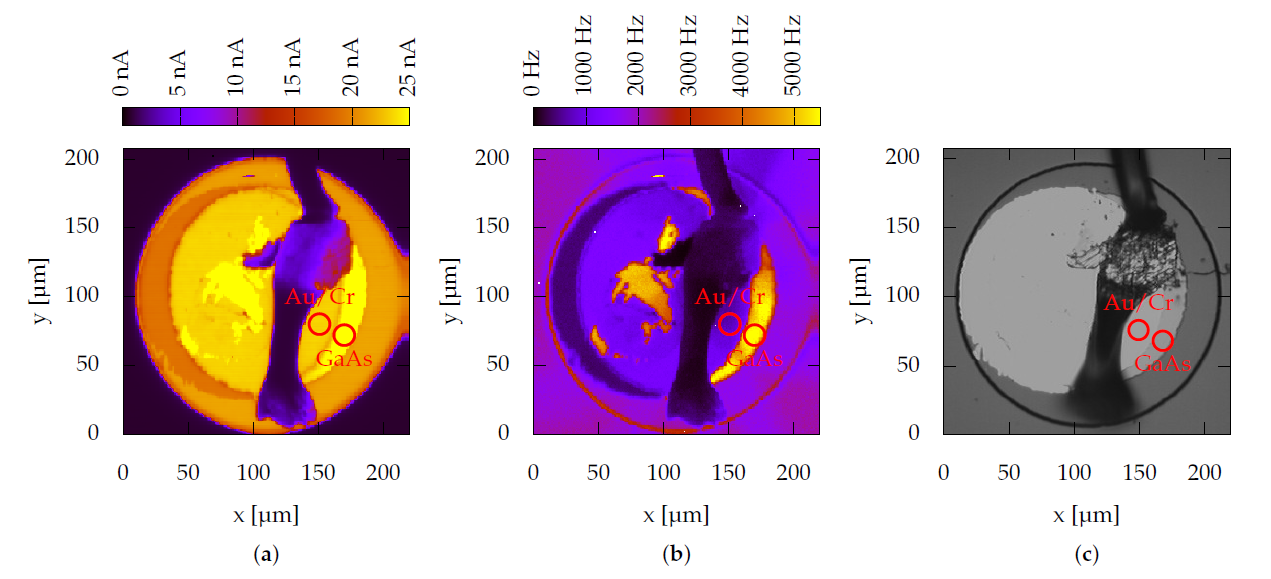 0 nA 5 nA 10 nA 15 nA 20 nA 25 nA
0 Hz 1000 Hz 2000 Hz 3000 Hz 4000 Hz 5000 Hz
200
150
100
50
0
y [µm]
Au/Cr
GaAs
0 50 100 150 200
x [µm]
(a)
200
150
100
50
0
y [µm]
Au/Cr
GaAs
0 50 100 150 200
x [µm]
(b)
200
150
100
50
0
y [µm]
Au/Cr
GaAs
0 50 100 150 200
x [µm]
(c)